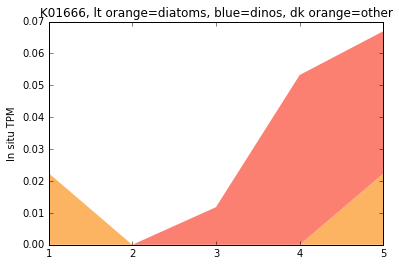 K01666, lt orange=diatoms, blue=dinos, dk orange=other
0.07
0.06
0.05
0.04
0.03
0.02
0.01
0.00
In situ TPM
1 2 3 4 5